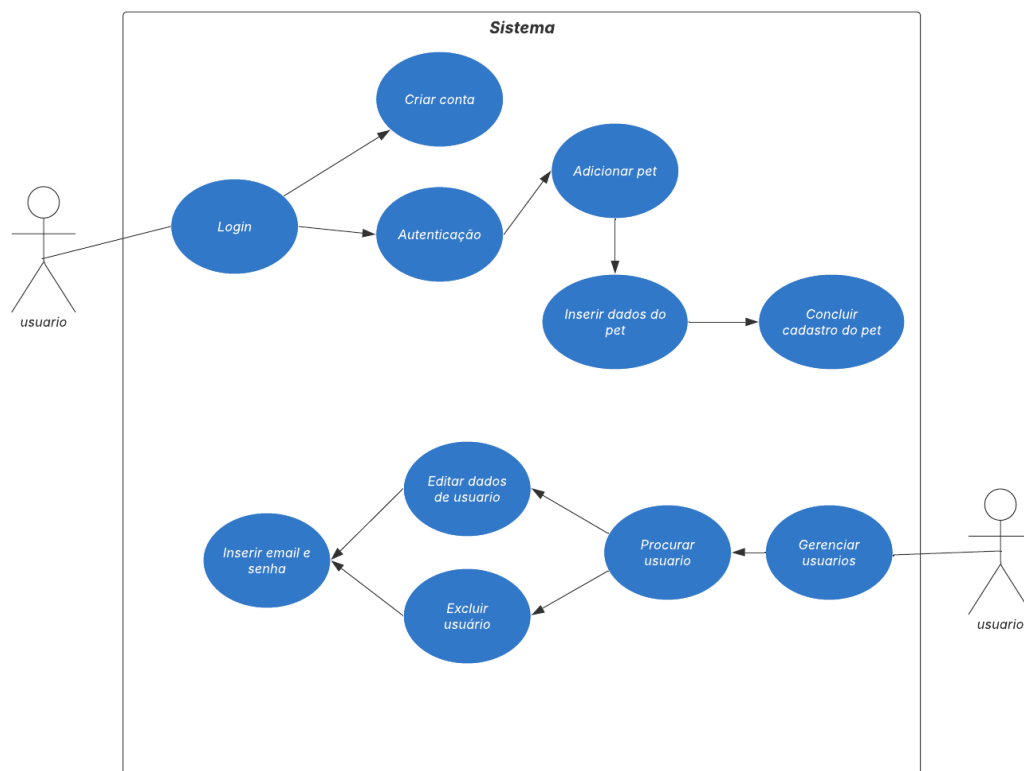 Sistema
Criar conta
Adicionar pet
Login
Autenticação
usuario
Inserir dados do
pet
Concluir
cadastro do pet
Editar dados
de usuario
Inserir email e
senha
Procurar
usuario
Gerenciar
usuarios
Excluir
usuário
usuario